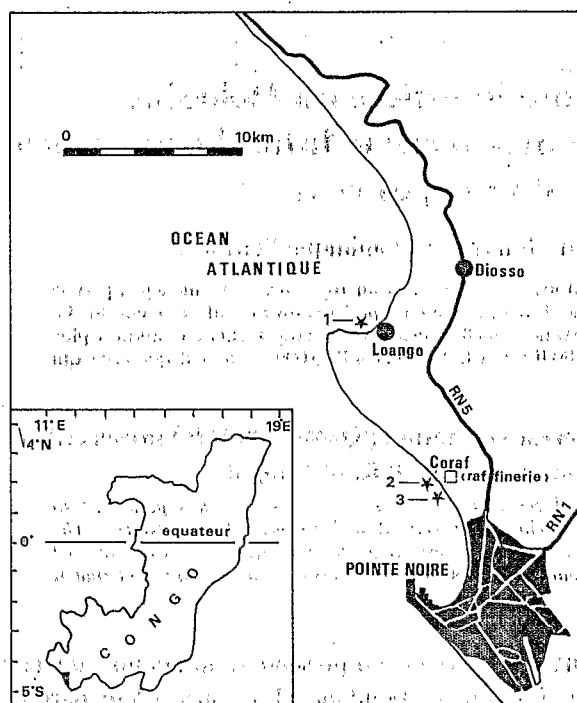 0 10km
OCEAN
ATLANTIQUE
Diosso
1
Loango
RN5
11°E 19E
4°N
Coraf
(raffinerie)
2
3
RN1
equateur
0°
POINTE NOIRE
CONGO
5°S